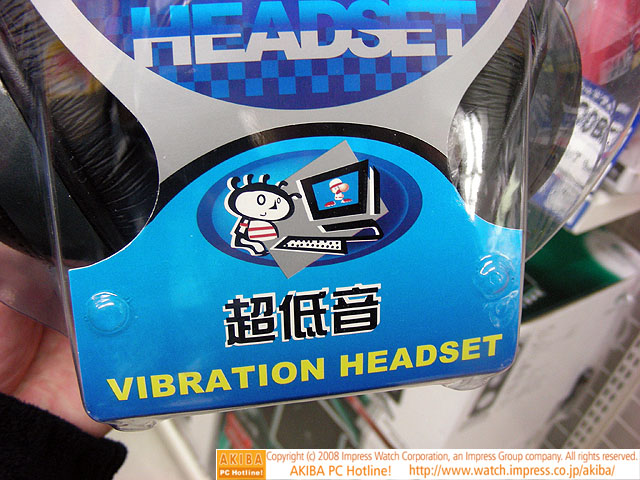 HEADSET
超低音
VIBRATION HEADSET
AKIBA PC Hotline!
Copyright (c) 2008 Impress Watch Corporation, an Impress Group company. All rights reserved.
AKIBA PC Hotline! http://www.watch.impress.co.jp/akiba/